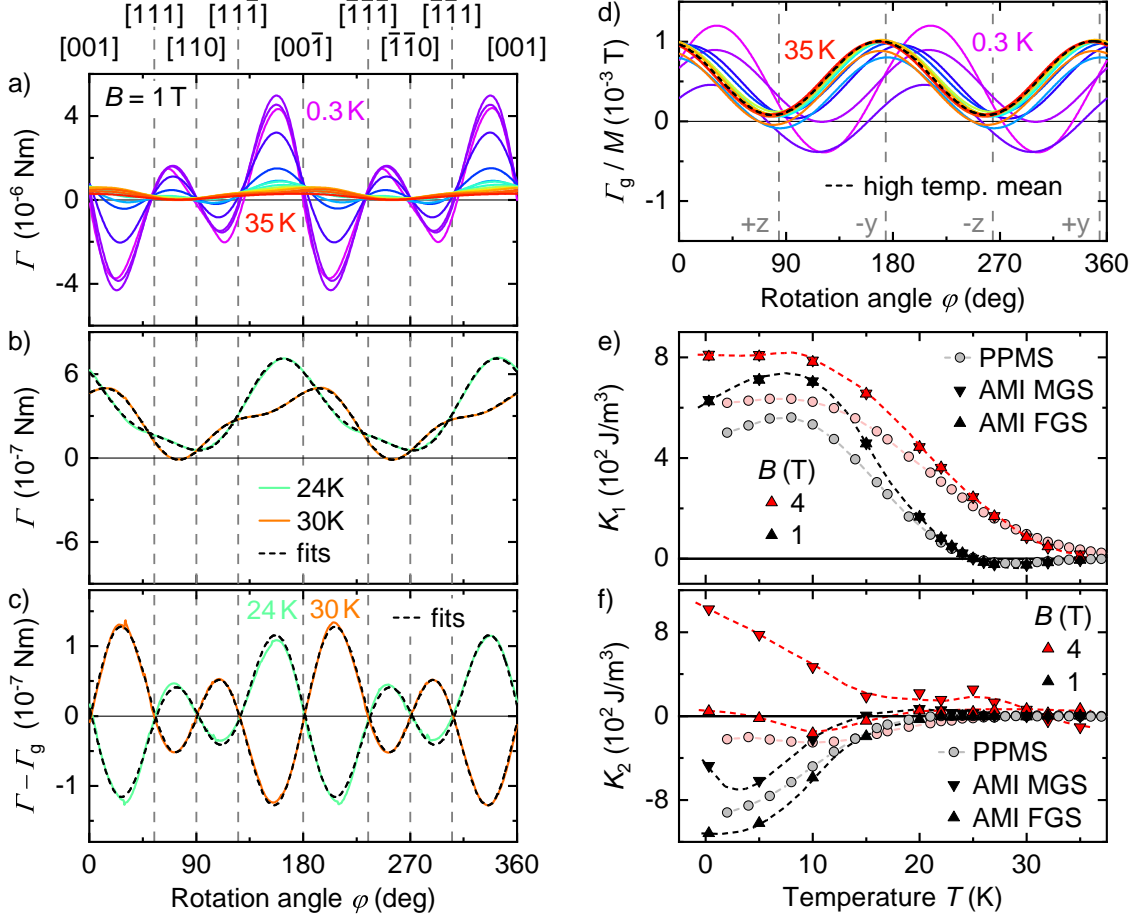 [111] [111̄] [1̄1̄1̄] [1̄1̄1]
[001] [110] [001̄] [1̄1̄0] [001]
a)
B = 1 T
0.3 K
35 K
Γ (10⁻⁶ Nm)
4
0
-4
b)
Γ (10⁻⁷ Nm)
6
3
0
-3
-6
24K
30K
fits
c)
24 K 30 K
fits
Γ – Γg (10⁻⁷ Nm)
1
0
-1
0 90 180 270 360
Rotation angle φ (deg)
d)
35 K
0.3 K
Γg / M (10⁻³ T)
1
0
-1
high temp. mean
+z -y -z +y
0 90 180 270 360
Rotation angle φ (deg)
e)
K₁ (10² J/m³)
8
4
0
PPMS
AMI MGS
AMI FGS
B (T)
4
1
f)
K₂ (10² J/m³)
8
0
-8
B (T)
4
1
PPMS
AMI MGS
AMI FGS
0 10 20 30
Temperature T (K)